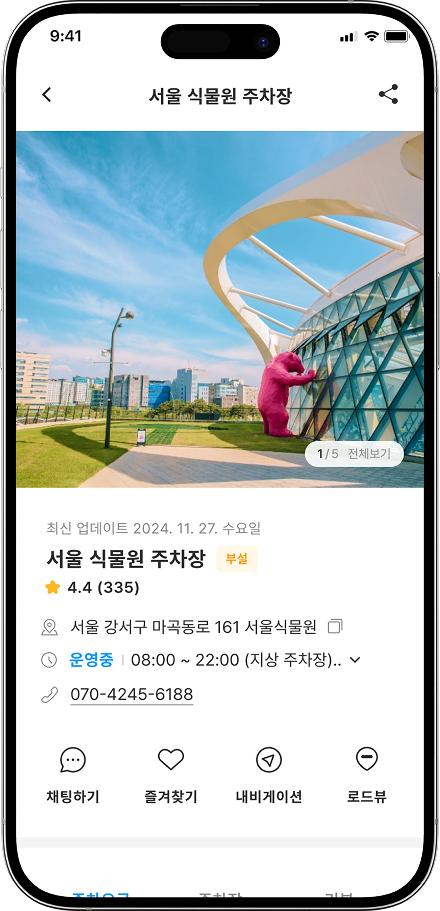 9:41
서울 식물원 주차장
1/5 전체보기
최신 업데이트 2024. 11. 27. 수요일
서울 식물원 주차장 부설
4.4 (335)
서울 강서구 마곡동로 161 서울식물원
운영중 | 08:00 ~ 22:00 (지상 주차장)..
070-4245-6188
채팅하기 즐겨찾기 내비게이션 로드뷰